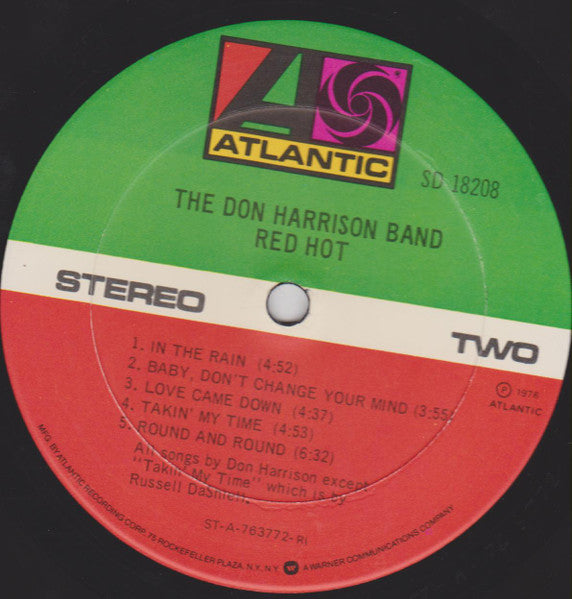 ATLANTIC
SD 18208
THE DON HARRISON BAND
RED HOT
STEREO
TWO
1. IN THE RAIN (4:52)
2. BABY, DON'T CHANGE YOUR MIND (3:55)
3. LOVE CAME DOWN (4:37)
4. TAKIN' MY TIME (4:53)
5. ROUND AND ROUND (6:32)
All songs by Don Harrison except
"Takin' My Time" which is by
Russell DaShiell.
℗ 1976
ATLANTIC
ST-A-763772-RI
MFG. BY ATLANTIC RECORDING CORP. 75 ROCKEFELLER PLAZA, N.Y., N.Y. A WARNER COMMUNICATIONS COMPANY